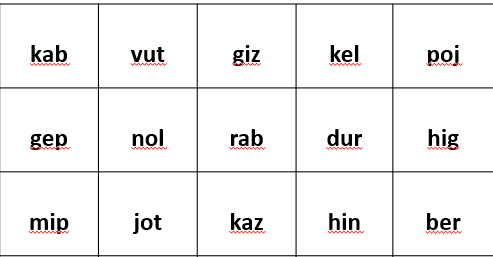 kab vut giz kel poj
gep nol rab dur hig
mip jot kaz hin ber